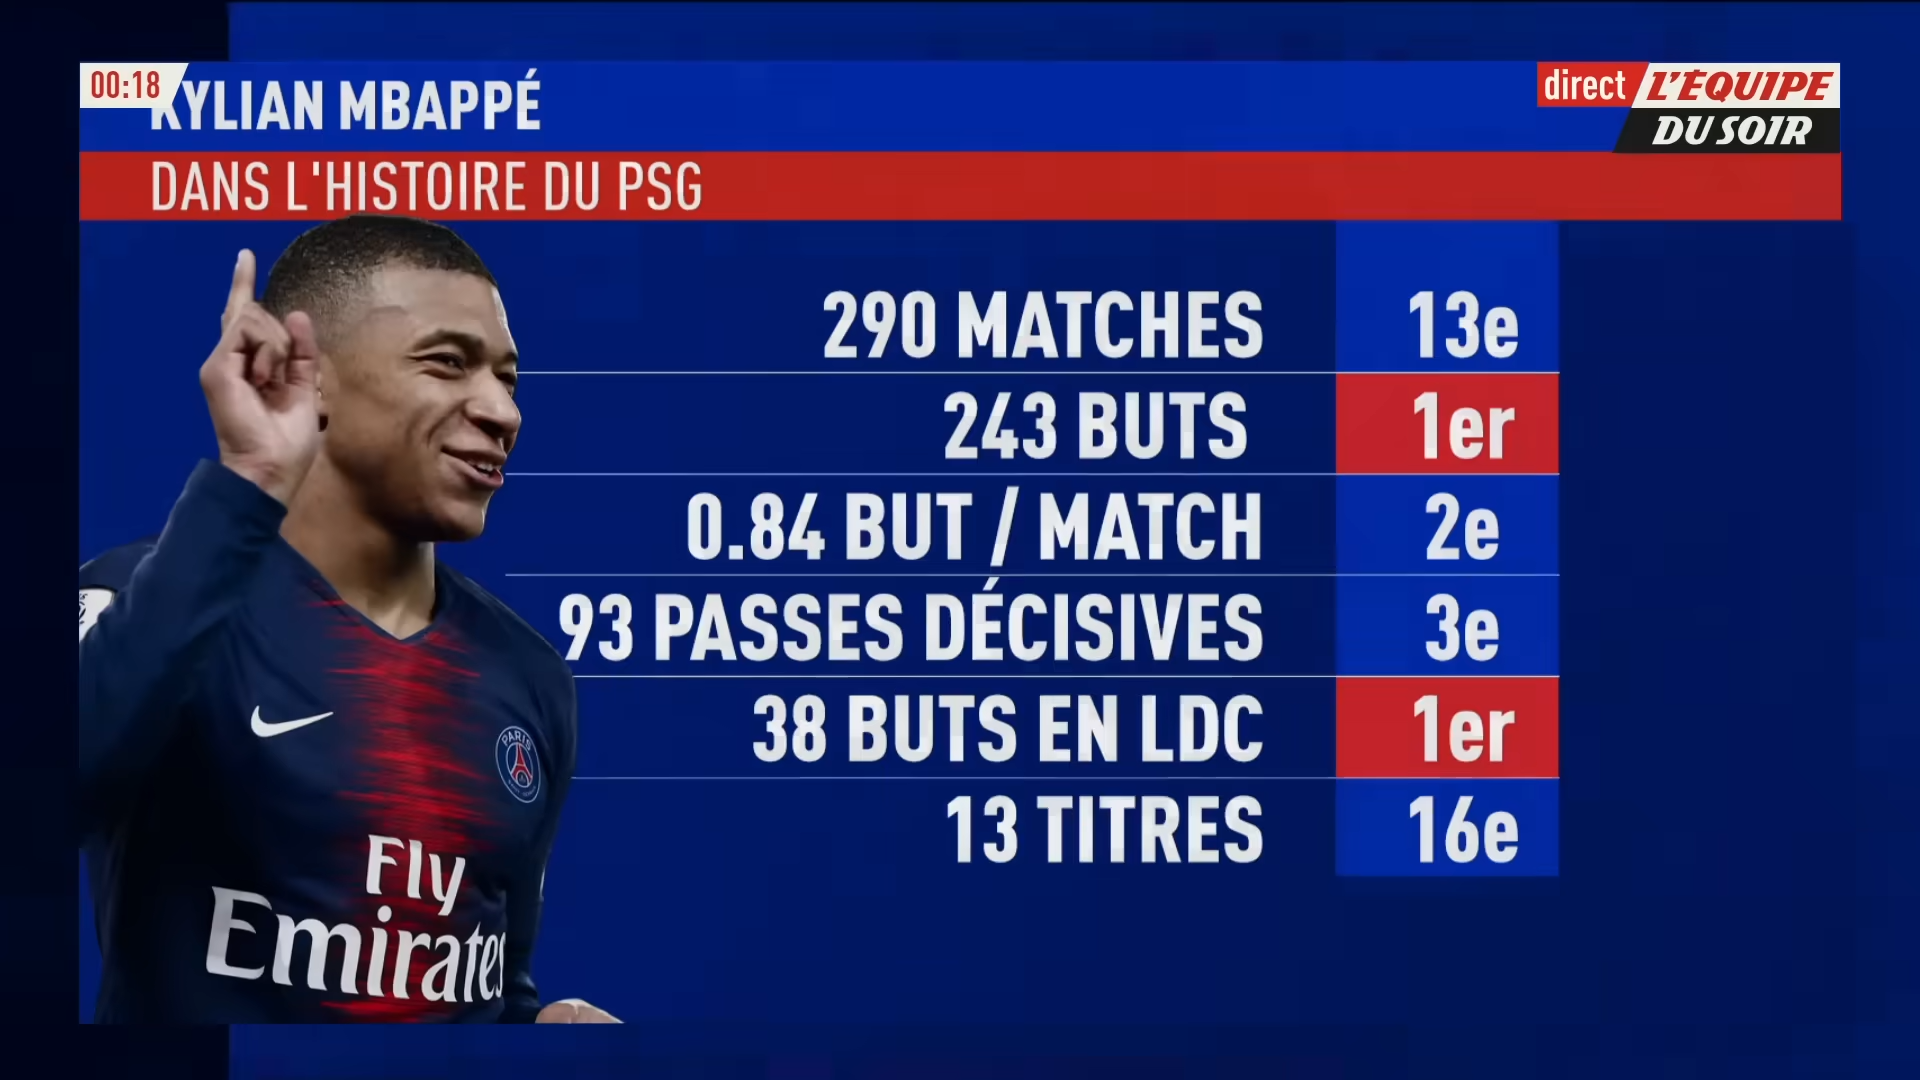 00:18
KYLIAN MBAPPÉ
direct L'ÉQUIPE
DU SOIR
DANS L'HISTOIRE DU PSG
290 MATCHES 13e
243 BUTS 1er
0.84 BUT / MATCH 2e
93 PASSES DÉCISIVES 3e
38 BUTS EN LDC 1er
13 TITRES 16e
PARIS
Fly
Emirates